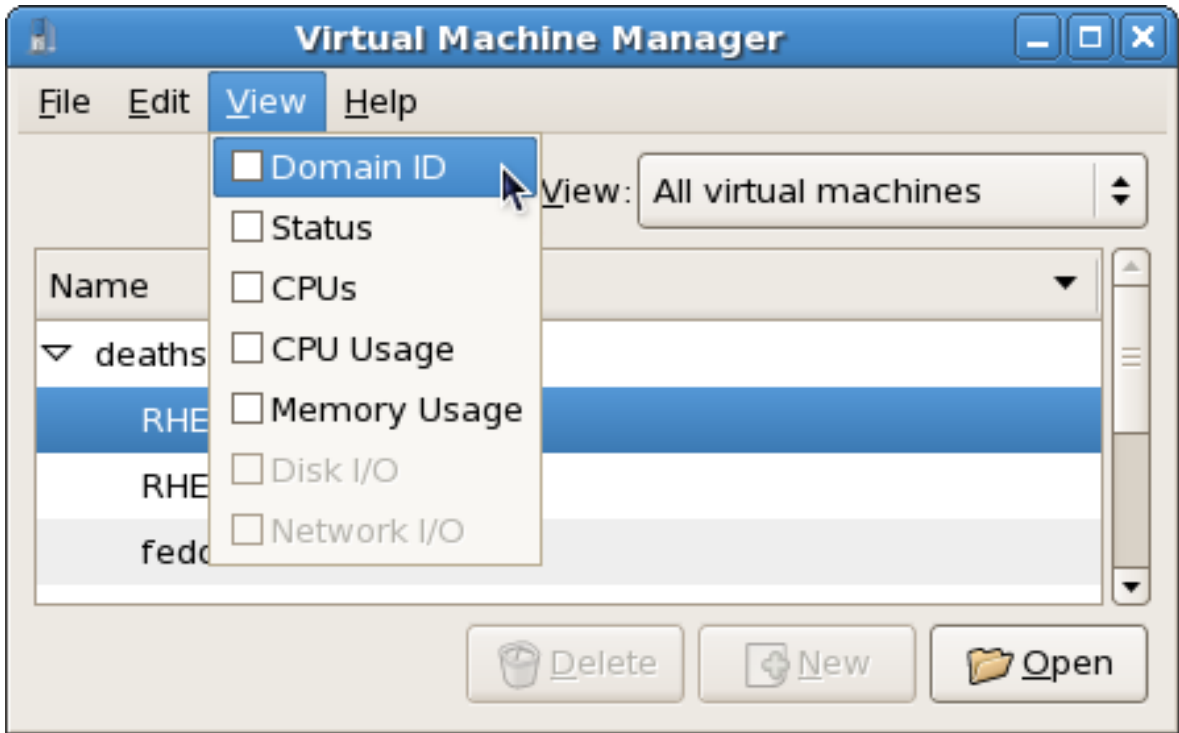 Virtual Machine Manager
File Edit View Help
Domain ID
View: All virtual machines
Status
Name
CPUs
deaths
CPU Usage
RHE
Memory Usage
RHE
Disk I/O
Network I/O
Delete New Open